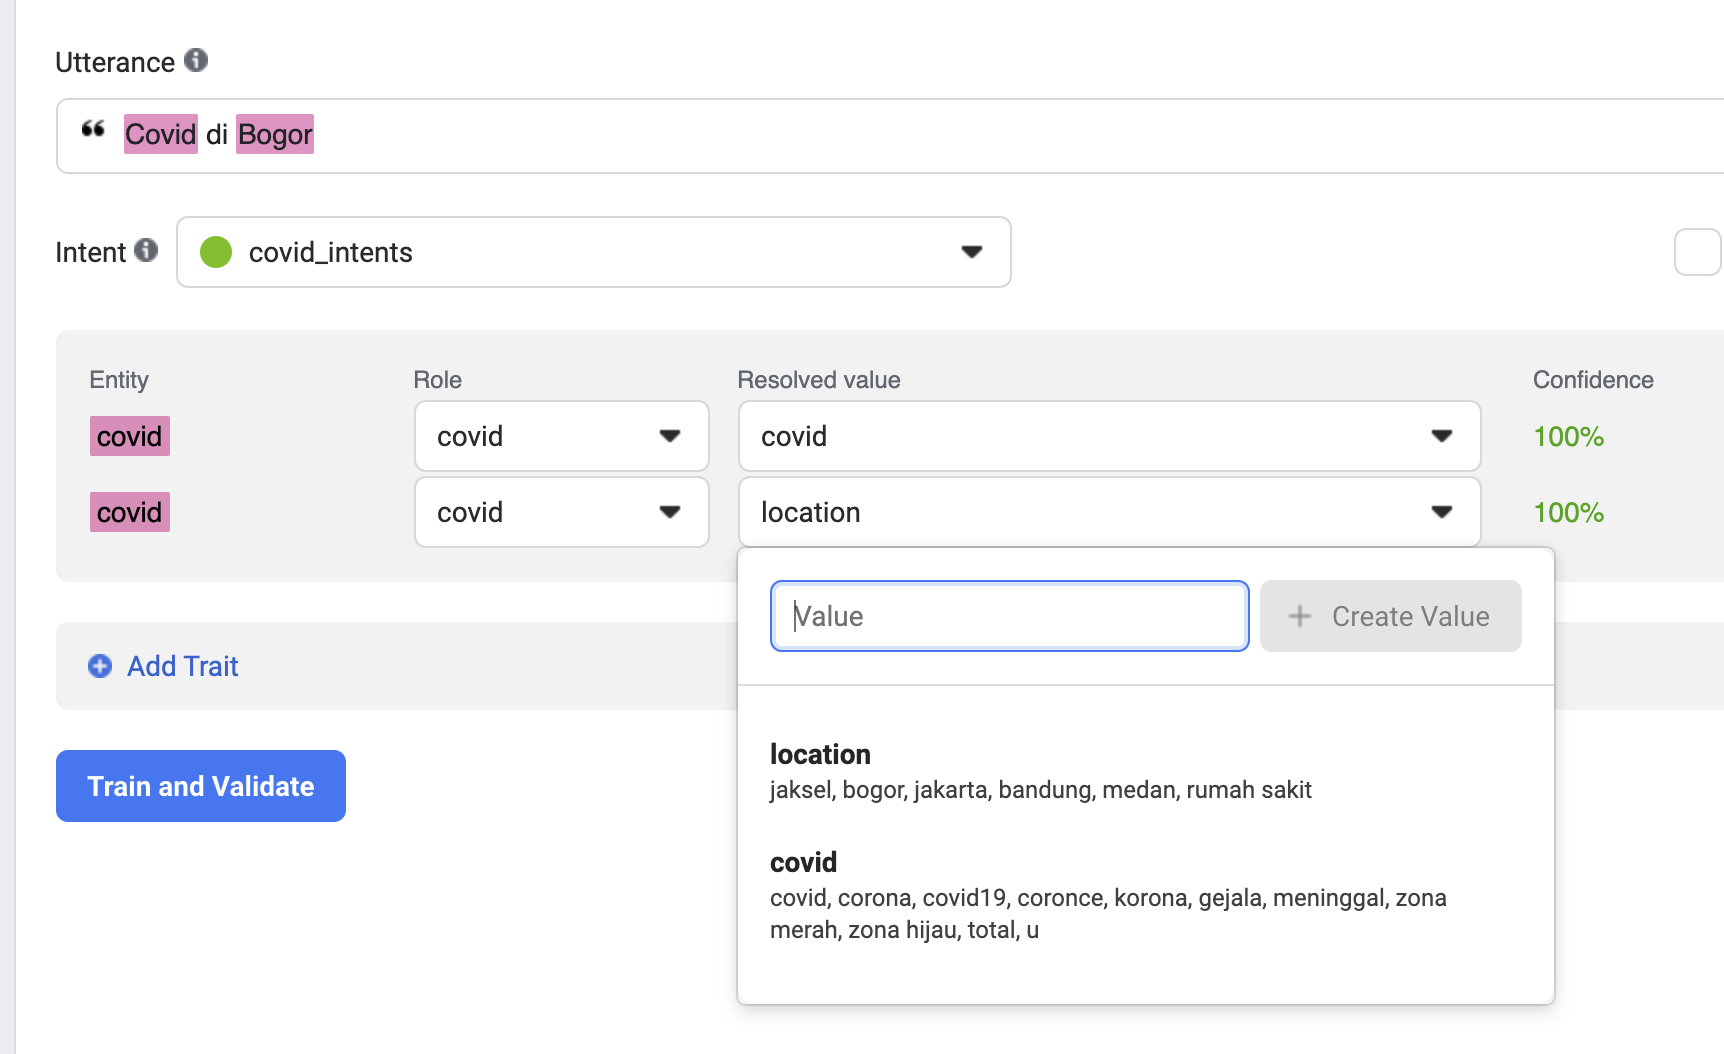 Utterance
“ Covid di Bogor
Intent covid_intents
Entity Role Resolved value Confidence
covid covid covid 100%
covid covid location 100%
Value + Create Value
Add Trait
location
jaksel, bogor, jakarta, bandung, medan, rumah sakit
Train and Validate
covid
covid, corona, covid19, coronce, korona, gejala, meninggal, zona
merah, zona hijau, total, u